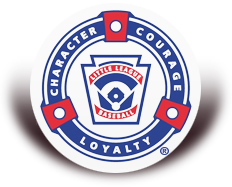 CHARACTER
COURAGE
LITTLE LEAGUE
BASEBALL
LOYALTY
®